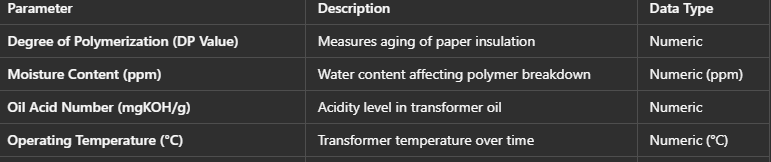 Parameter Description Data Type
Degree of Polymerization (DP Value) Measures aging of paper insulation Numeric
Moisture Content (ppm) Water content affecting polymer breakdown Numeric (ppm)
Oil Acid Number (mgKOH/g) Acidity level in transformer oil Numeric
Operating Temperature (°C) Transformer temperature over time Numeric (°C)